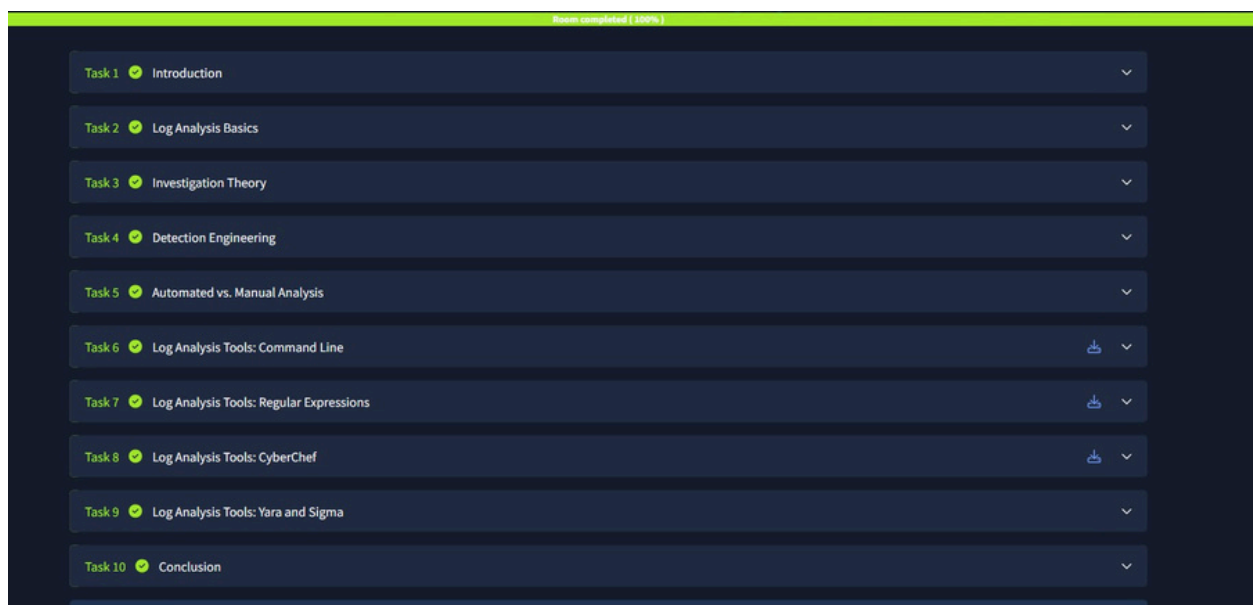 Room completed ( 100% )
Task 1 Introduction
Task 2 Log Analysis Basics
Task 3 Investigation Theory
Task 4 Detection Engineering
Task 5 Automated vs. Manual Analysis
Task 6 Log Analysis Tools: Command Line
Task 7 Log Analysis Tools: Regular Expressions
Task 8 Log Analysis Tools: CyberChef
Task 9 Log Analysis Tools: Yara and Sigma
Task 10 Conclusion